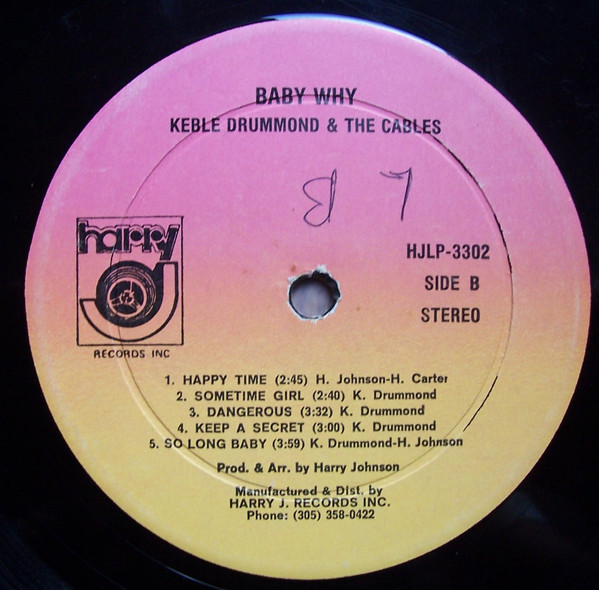 BABY WHY
KEBLE DRUMMOND & THE CABLES
harry J
RECORDS INC
HJLP-3302
SIDE B
STEREO
1. HAPPY TIME (2:45) H. Johnson-H. Carter
2. SOMETIME GIRL (2:40) K. Drummond
3. DANGEROUS (3:32) K. Drummond
4. KEEP A SECRET (3:00) K. Drummond
5. SO LONG BABY (3:59) K. Drummond-H. Johnson
Prod. & Arr. by Harry Johnson
Manufactured & Dist. by
HARRY J. RECORDS INC.
Phone: (305) 358-0422